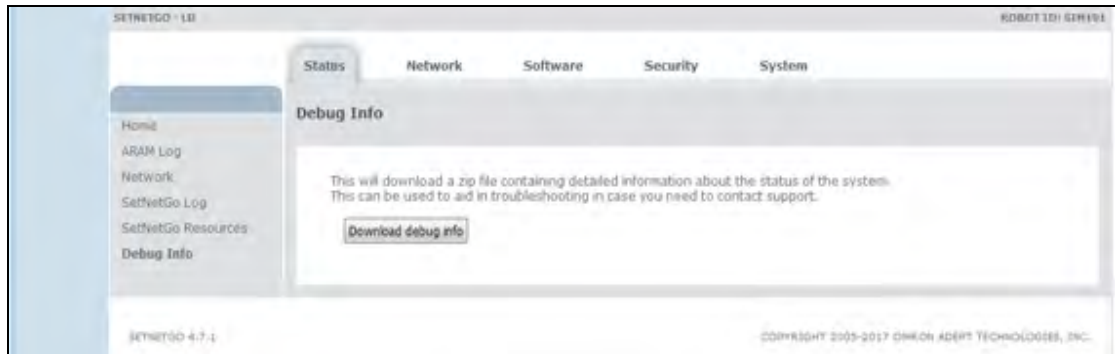 SETNETGO - LD
ROBOT ID: SIM101
Status Network Software Security System
Debug Info
Home
ARAM Log
Network
SetNetGo Log
SetNetGo Resources
Debug Info
This will download a zip file containing detailed information about the status of the system.
This can be used to aid in troubleshooting in case you need to contact support.
Download debug info
SETNETGO 4.7.1
COPYRIGHT 2005-2017 OMRON ADEPT TECHNOLOGIES, INC.